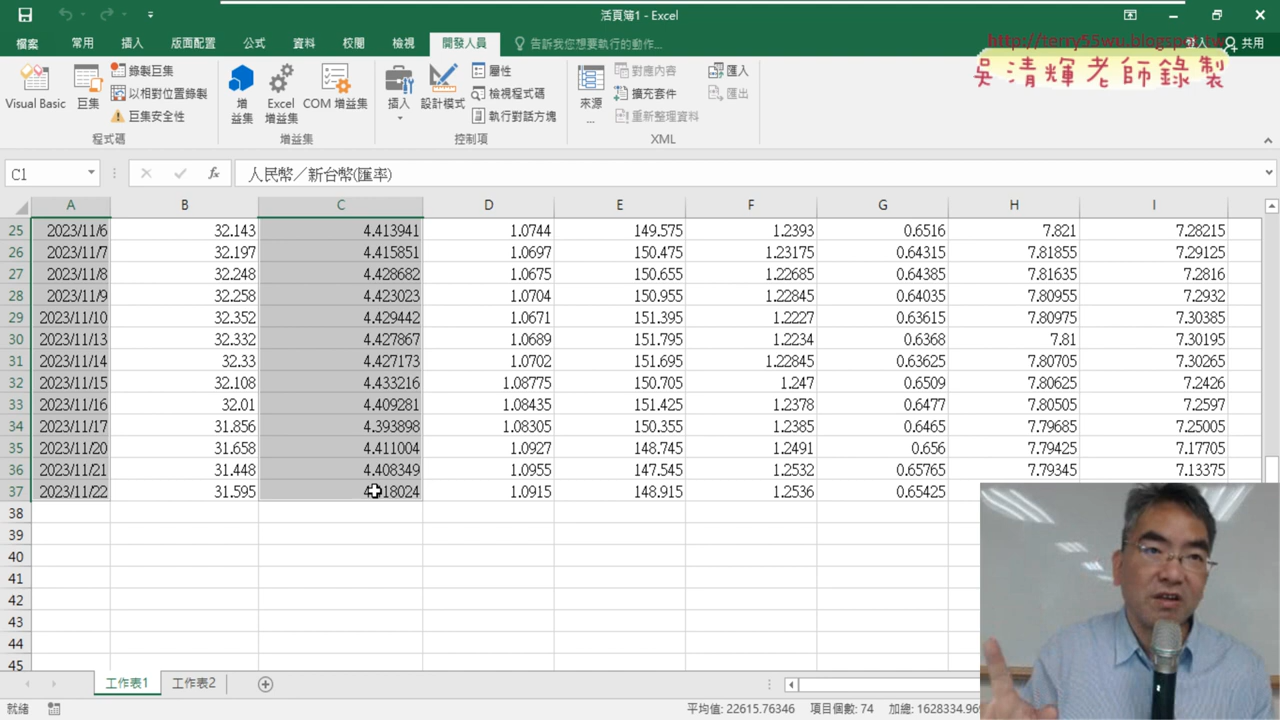 活頁簿1 - Excel
檔案 常用 插入 版面配置 公式 資料 校閱 檢視 開發人員 告訴我您想要執行的動作... 共用
http://terry55wu.blogspot.tw
吳清輝老師錄製
Visual Basic 巨集 錄製巨集 以相對位置錄製 巨集安全性
增益集 Excel 增益集 COM 增益集
插入 設計模式 屬性 檢視程式碼 執行對話方塊
來源... 對應內容 擴充套件 重新整理資料 匯入 匯出
程式碼 增益集 控制項 XML
C1 fx 人民幣／新台幣(匯率)
A B C D E F G H I
25 2023/11/6 32.143 4.413941 1.0744 149.575 1.2393 0.6516 7.821 7.28215
26 2023/11/7 32.197 4.415851 1.0697 150.475 1.23175 0.64315 7.81855 7.29125
27 2023/11/8 32.248 4.428682 1.0675 150.655 1.22685 0.64385 7.81635 7.2816
28 2023/11/9 32.258 4.423023 1.0704 150.955 1.22845 0.64035 7.80955 7.2932
29 2023/11/10 32.352 4.429442 1.0671 151.395 1.2227 0.63615 7.80975 7.30385
30 2023/11/13 32.332 4.427867 1.0689 151.795 1.2234 0.6368 7.81 7.30195
31 2023/11/14 32.33 4.427173 1.0702 151.695 1.22845 0.63625 7.80705 7.30265
32 2023/11/15 32.108 4.433216 1.08775 150.705 1.247 0.6509 7.80625 7.2426
33 2023/11/16 32.01 4.409281 1.08435 151.425 1.2378 0.6477 7.80505 7.2597
34 2023/11/17 31.856 4.393898 1.08305 150.355 1.2385 0.6465 7.79685 7.25005
35 2023/11/20 31.658 4.411004 1.0927 148.745 1.2491 0.656 7.79425 7.17705
36 2023/11/21 31.448 4.408349 1.0955 147.545 1.2532 0.65765 7.79345 7.13375
37 2023/11/22 31.595 1.0915 148.915 1.2536 0.65425
38
39
40
41
42
43
44
45
工作表1 工作表2
就緒 平均值: 22615.76346 項目個數: 74